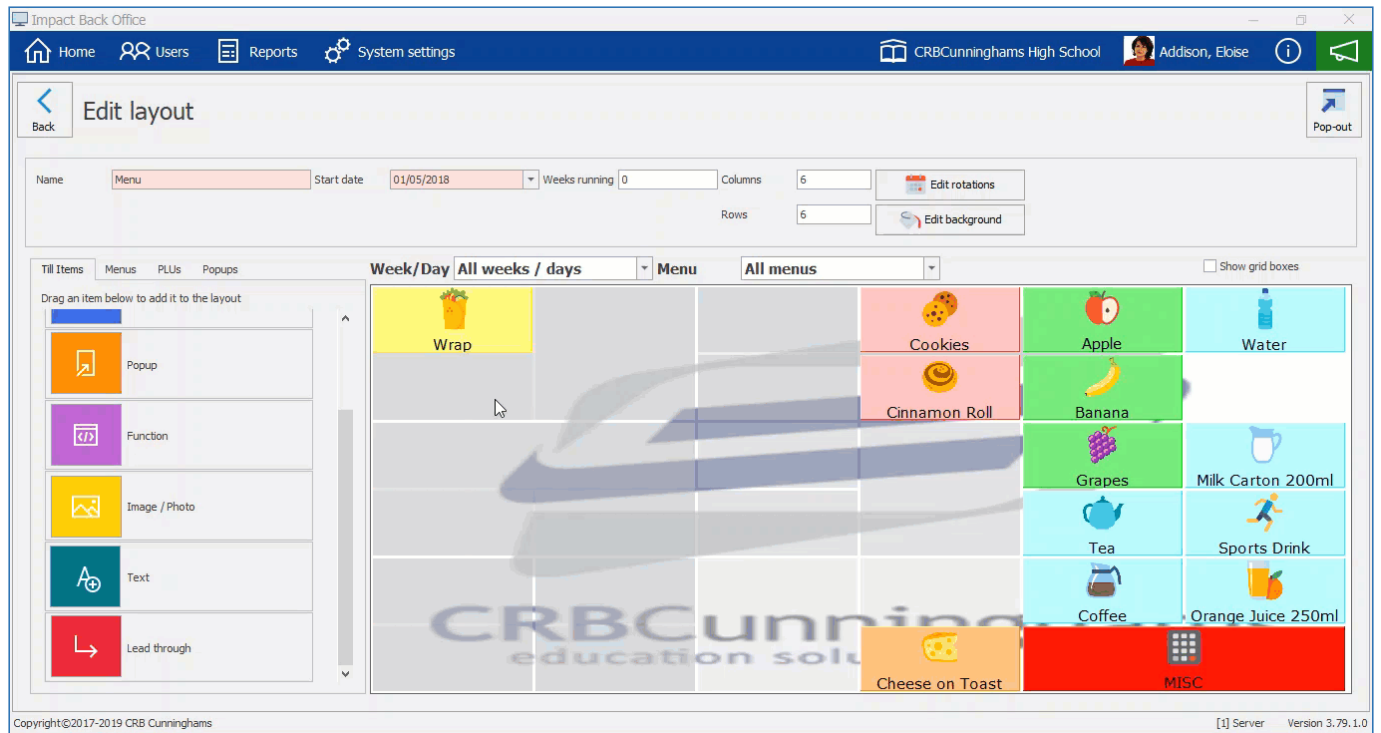 Impact Back Office
Home Users Reports System settings CRBCunninghams High School Addison, Eloise
Back Edit layout Pop-out
Name Menu Start date 01/05/2018 Weeks running 0 Columns 6 Edit rotations
Rows 6 Edit background
Till Items Menus PLUs Popups
Week/Day All weeks / days Menu All menus Show grid boxes
Drag an item below to add it to the layout
Popup
Function
Image / Photo
Text
Lead through
Wrap Cookies Apple Water
Cinnamon Roll Banana
Grapes Milk Carton 200ml
Tea Sports Drink
Coffee Orange Juice 250ml
Cheese on Toast MISC
CRBCunning
education solu
Copyright©2017-2019 CRB Cunninghams [1] Server Version 3.79.1.0